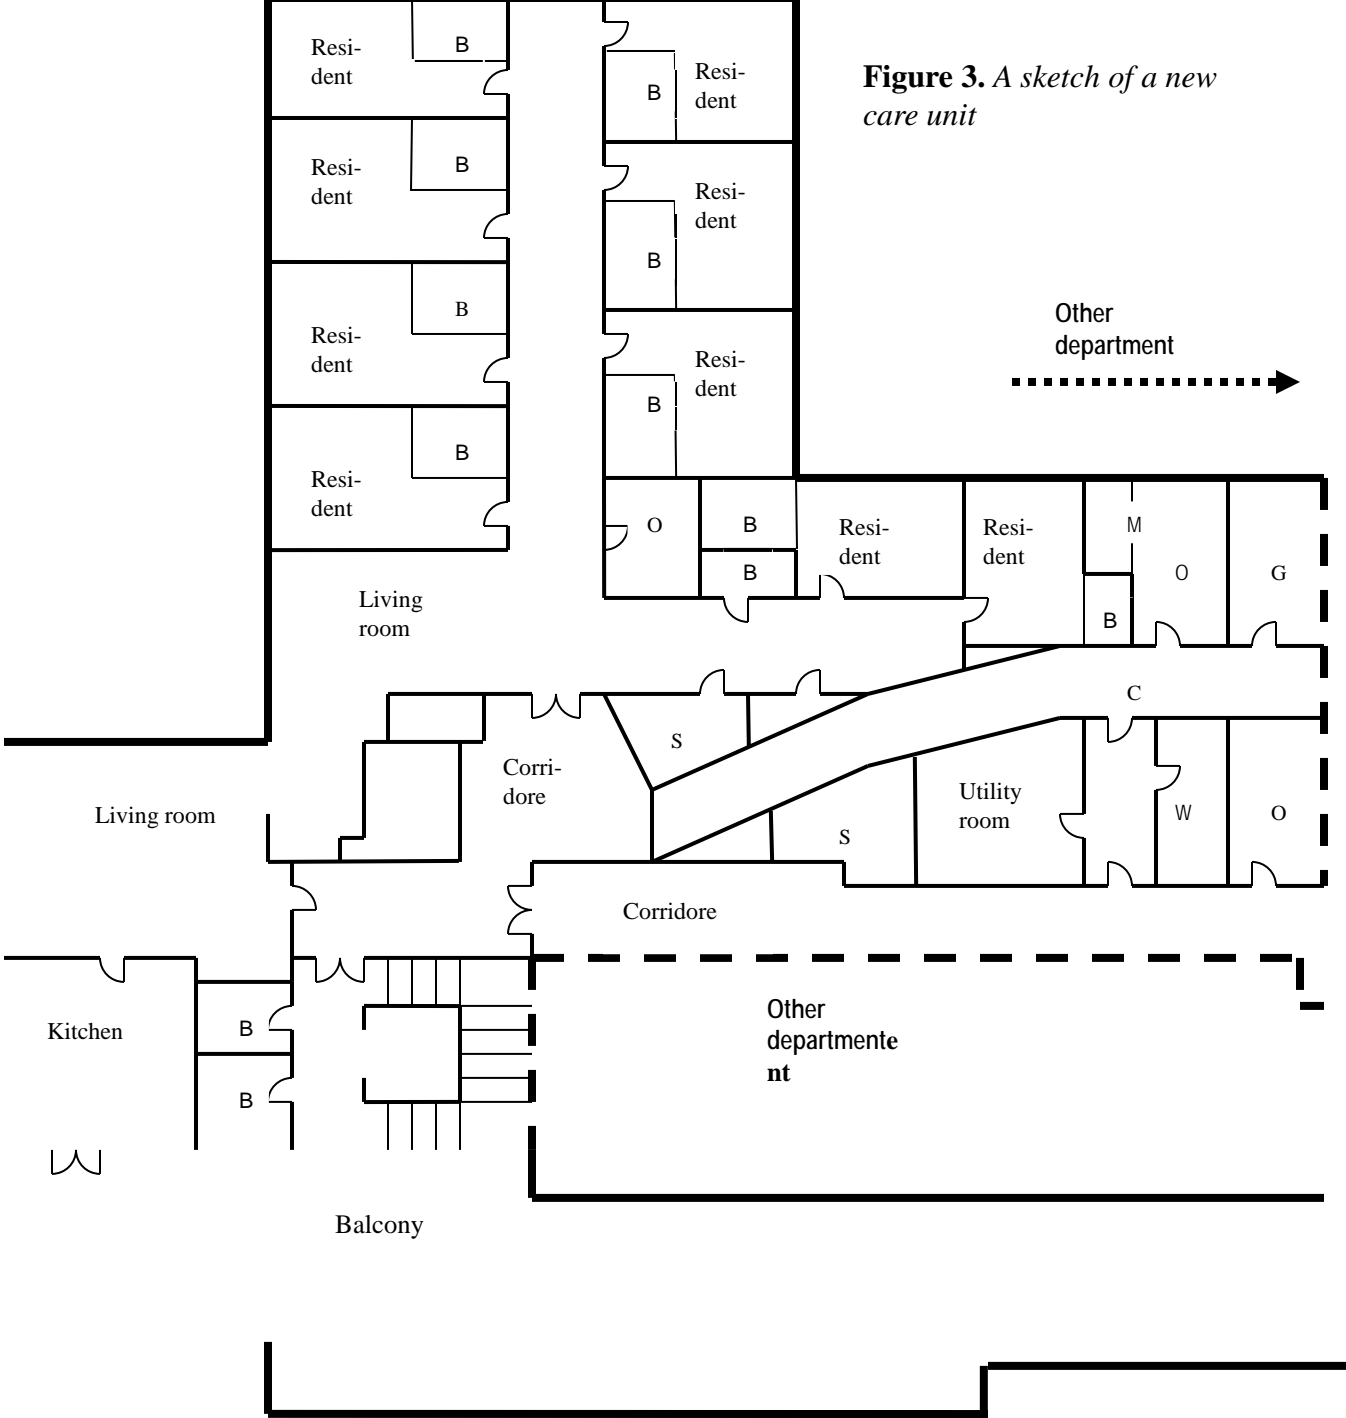 Resi-
dent
B
B
Resi-
dent
Figure 3. A sketch of a new
care unit
Resi-
dent
B
Resi-
dent
B
Resi-
dent
B
Resi-
dent
B
Other
department
Resi-
dent
B
O
B
B
Resi-
dent
Resi-
dent
M
O
B
G
Living
room
C
S
Corri-
dore
Living room
S
Utility
room
W
O
Corridore
Kitchen
B
B
Other
departmente
nt
Balcony